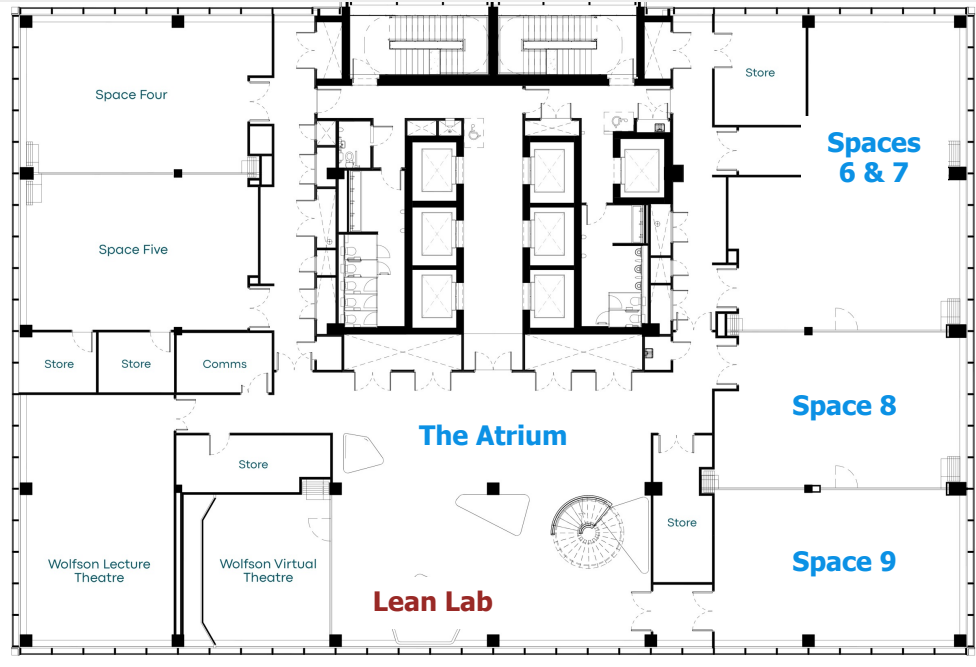 Store
Space Four
Spaces
6 & 7
Space Five
Store
Store
Comms
Space 8
The Atrium
Store
Store
Wolfson Lecture
Theatre
Wolfson Virtual
Theatre
Space 9
Lean Lab